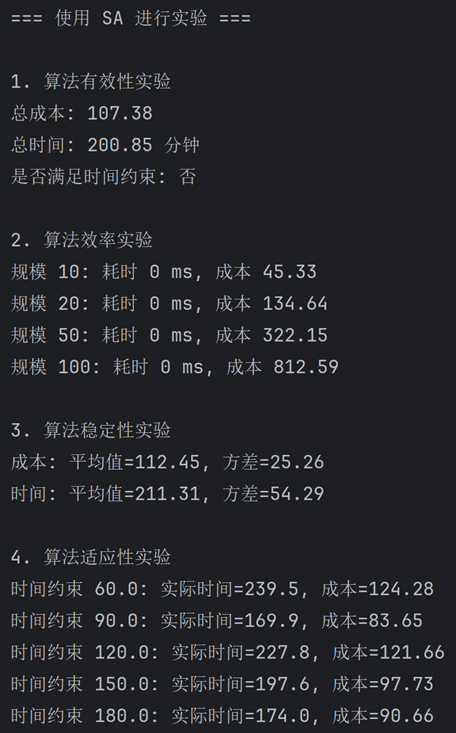 === 使用 SA 进行实验 ===
1. 算法有效性实验
总成本: 107.38
总时间: 200.85 分钟
是否满足时间约束: 否
2. 算法效率实验
规模 10: 耗时 0 ms, 成本 45.33
规模 20: 耗时 0 ms, 成本 134.64
规模 50: 耗时 0 ms, 成本 322.15
规模 100: 耗时 0 ms, 成本 812.59
3. 算法稳定性实验
成本: 平均值=112.45, 方差=25.26
时间: 平均值=211.31, 方差=54.29
4. 算法适应性实验
时间约束 60.0: 实际时间=239.5, 成本=124.28
时间约束 90.0: 实际时间=169.9, 成本=83.65
时间约束 120.0: 实际时间=227.8, 成本=121.66
时间约束 150.0: 实际时间=197.6, 成本=97.73
时间约束 180.0: 实际时间=174.0, 成本=90.66